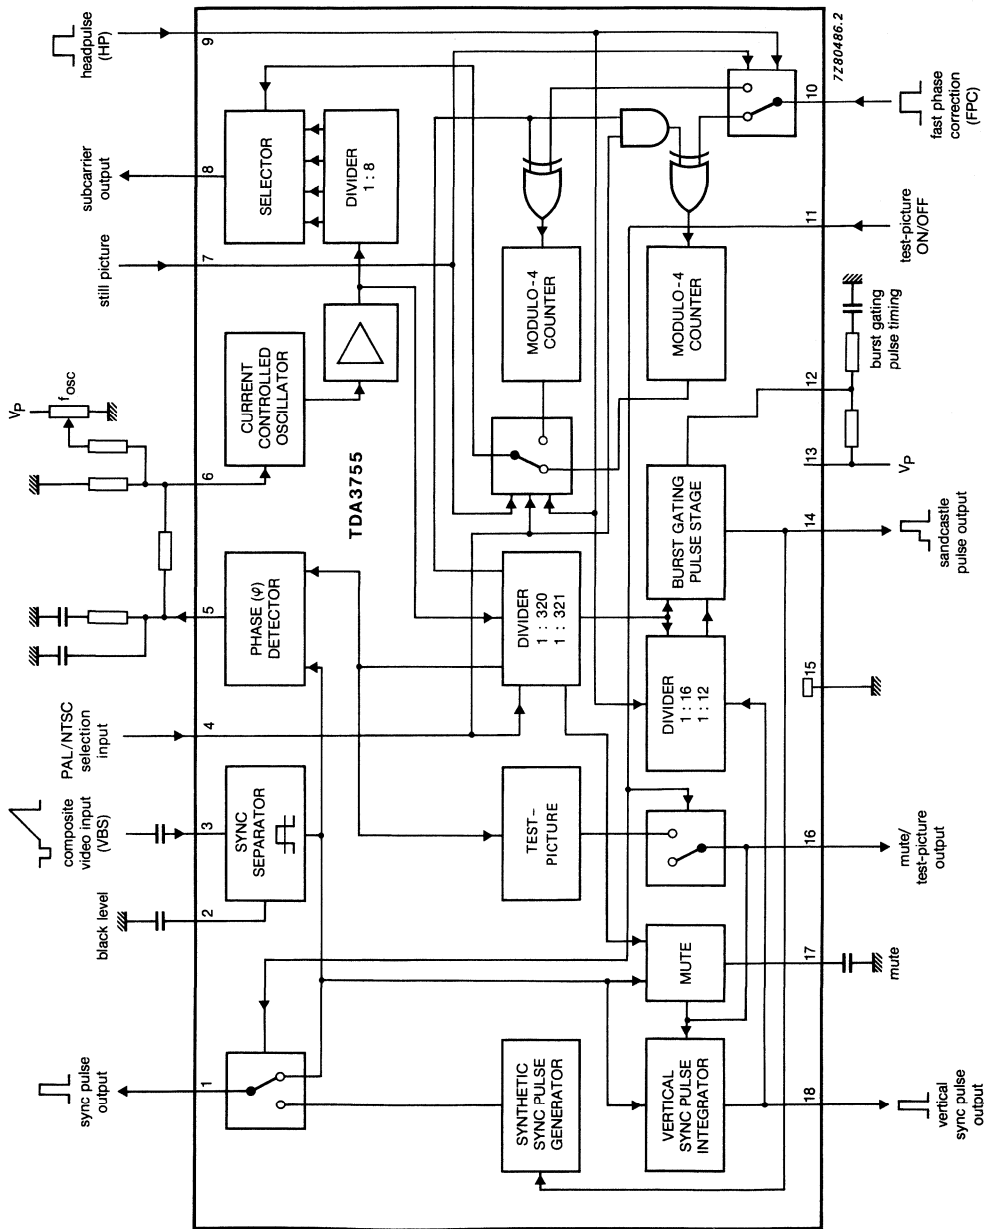 sync pulse
output
black level
composite
video input
(VBS)
PAL/NTSC
selection
input
VP
fosc
still picture
subcarrier
output
headpulse
(HP)
1
2
3
4
5
6
7
8
9
SYNC
SEPARATOR
PHASE (φ)
DETECTOR
CURRENT
CONTROLLED
OSCILLATOR
SELECTOR
DIVIDER
1 : 8
TDA3755
SYNTHETIC
SYNC PULSE
GENERATOR
TEST-
PICTURE
DIVIDER
1 : 320
1 : 321
MODULO-4
COUNTER
VERTICAL
SYNC PULSE
INTEGRATOR
MUTE
DIVIDER
1 : 16
1 : 12
BURST GATING
PULSE STAGE
MODULO-4
COUNTER
18
17
16
15
14
13
12
11
10
7Z80486.2
vertical
sync pulse
output
mute
mute/
test-picture
output
sandcastle
pulse output
VP
burst gating
pulse timing
test-picture
ON/OFF
fast phase
correction
(FPC)